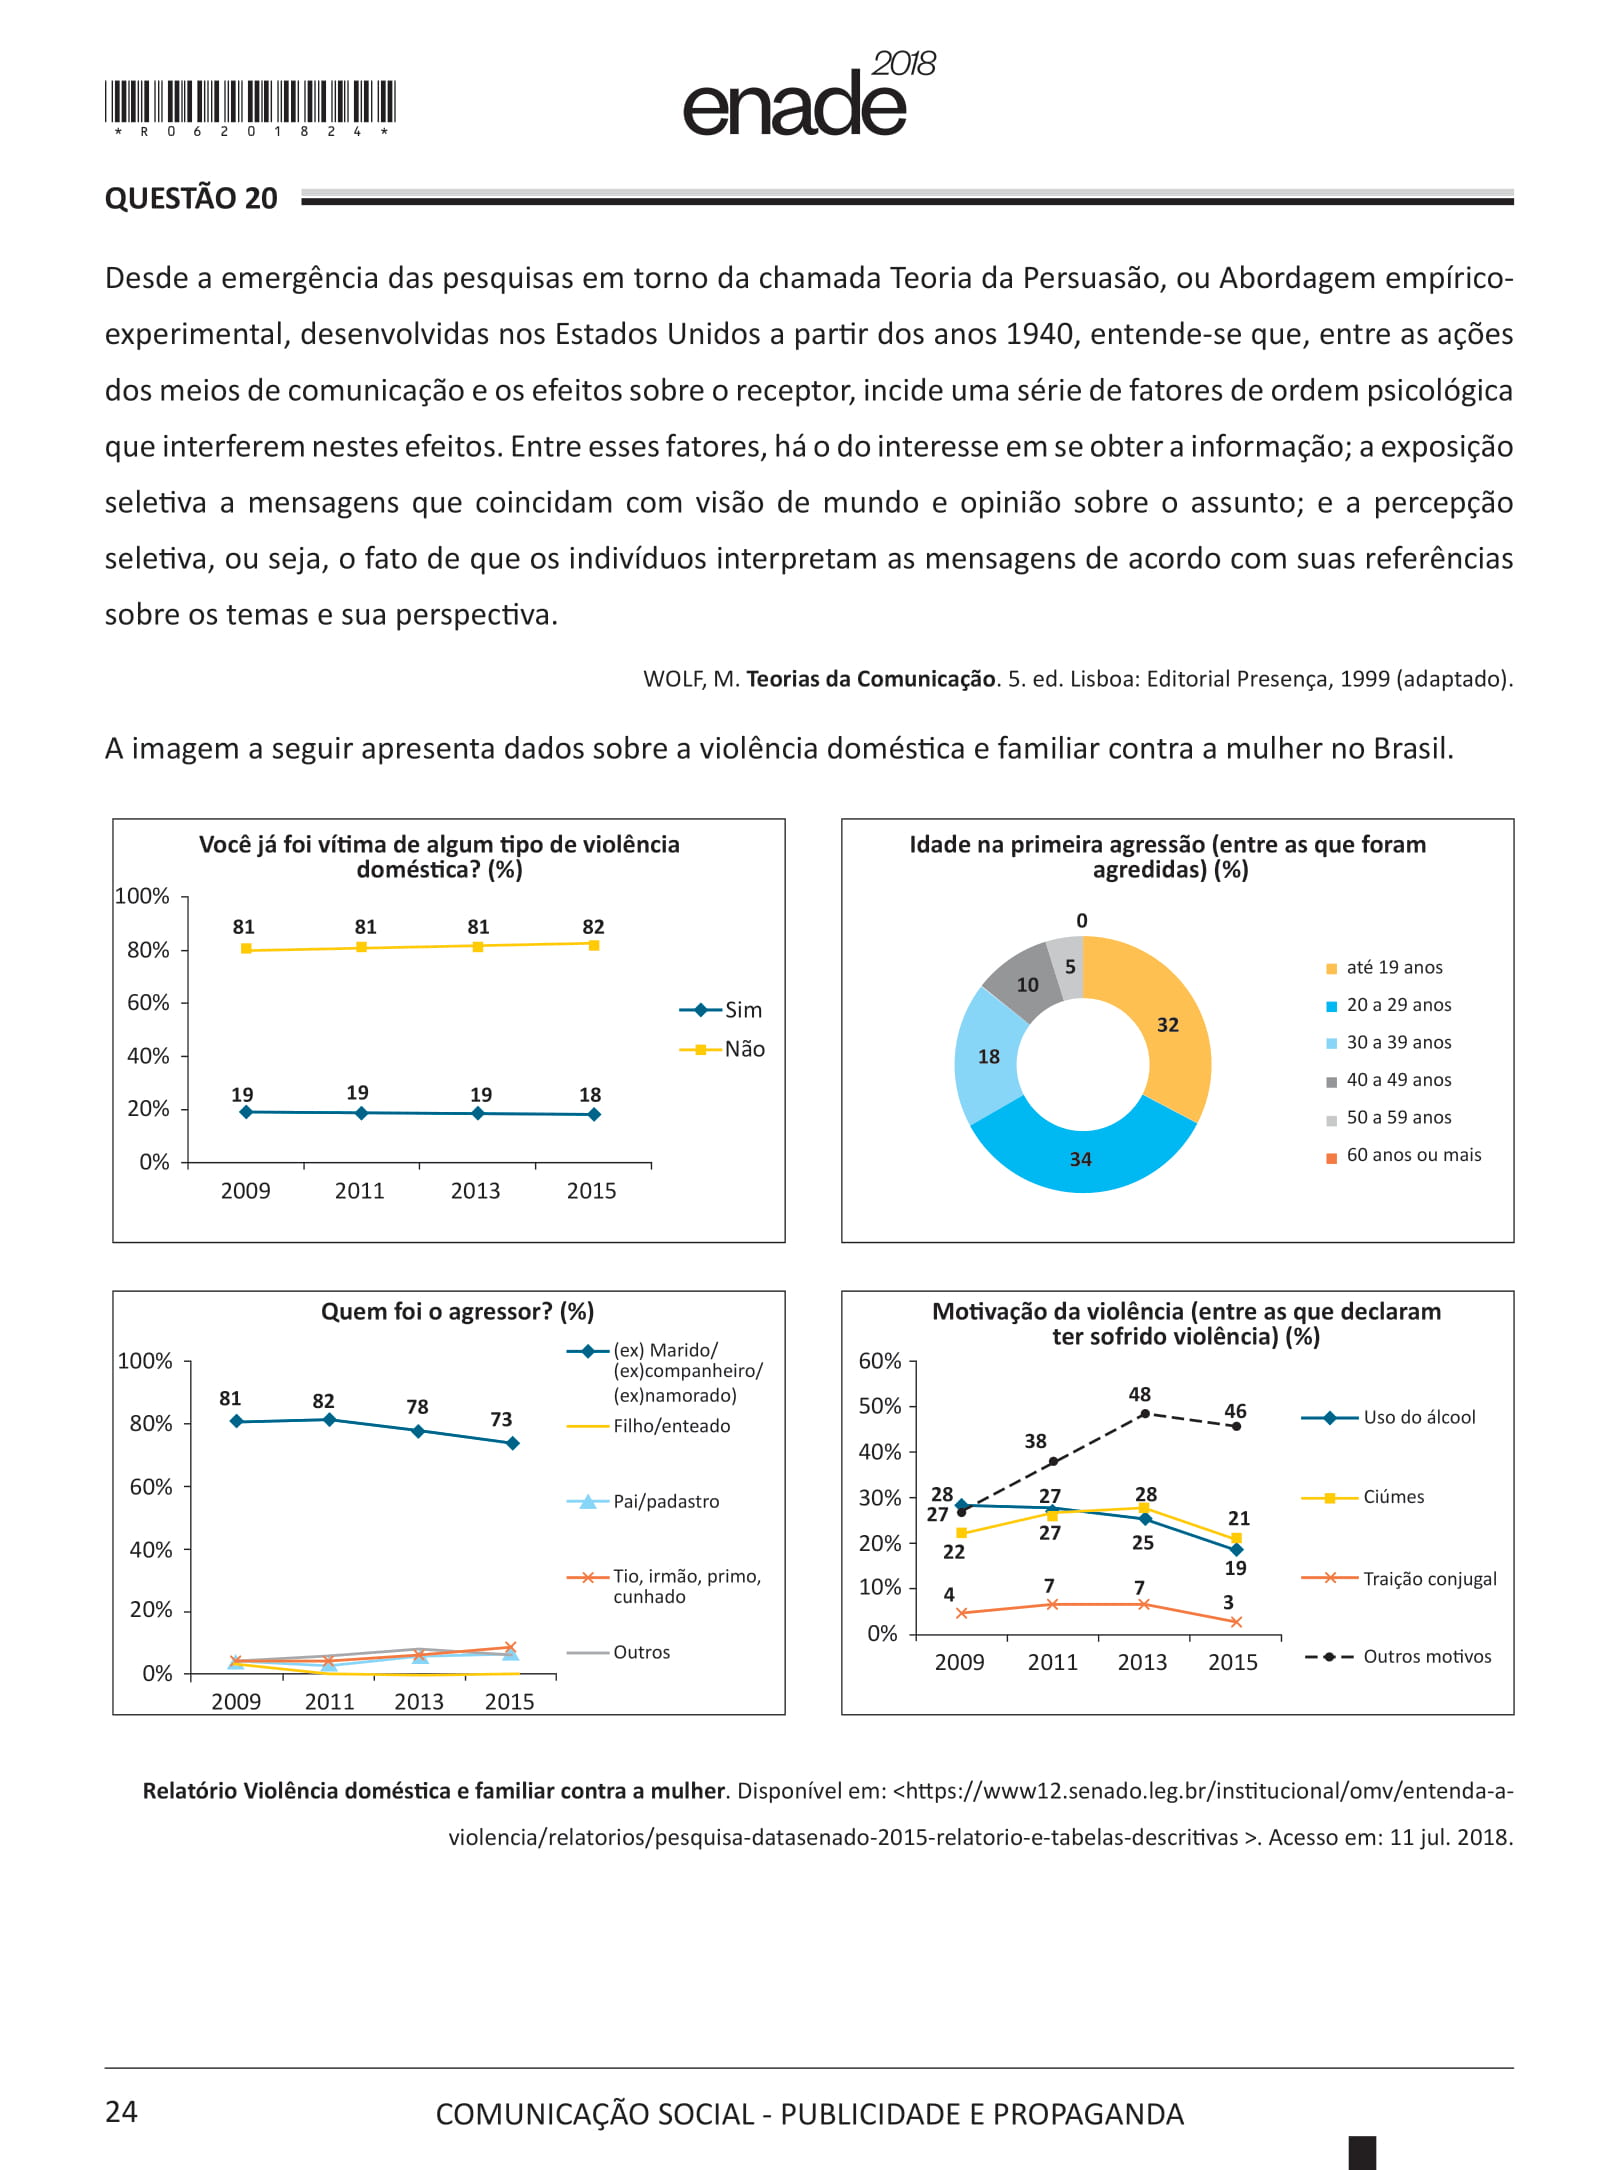 * R 0 6 2 0 1 8 2 4 *
enade 2018
QUESTÃO 20
Desde a emergência das pesquisas em torno da chamada Teoria da Persuasão, ou Abordagem empírico-
experimental, desenvolvidas nos Estados Unidos a partir dos anos 1940, entende-se que, entre as ações
dos meios de comunicação e os efeitos sobre o receptor, incide uma série de fatores de ordem psicológica
que interferem nestes efeitos. Entre esses fatores, há o do interesse em se obter a informação; a exposição
seletiva a mensagens que coincidam com visão de mundo e opinião sobre o assunto; e a percepção
seletiva, ou seja, o fato de que os indivíduos interpretam as mensagens de acordo com suas referências
sobre os temas e sua perspectiva.
WOLF, M. Teorias da Comunicação. 5. ed. Lisboa: Editorial Presença, 1999 (adaptado).
A imagem a seguir apresenta dados sobre a violência doméstica e familiar contra a mulher no Brasil.
Você já foi vítima de algum tipo de violência
doméstica? (%)
100%
80%
60%
40%
20%
0%
81 81 81 82
19 19 19 18
2009 2011 2013 2015
Sim
Não
Idade na primeira agressão (entre as que foram
agredidas) (%)
0
5
10
32
18
34
até 19 anos
20 a 29 anos
30 a 39 anos
40 a 49 anos
50 a 59 anos
60 anos ou mais
Quem foi o agressor? (%)
100%
80%
60%
40%
20%
0%
81 82 78 73
2009 2011 2013 2015
(ex) Marido/
(ex)companheiro/
(ex)namorado)
Filho/enteado
Pai/padastro
Tio, irmão, primo,
cunhado
Outros
Motivação da violência (entre as que declaram
ter sofrido violência) (%)
60%
50%
40%
30%
20%
10%
0%
48
46
38
28 27 28
27
21
22 27 25
19
4 7 7 3
2009 2011 2013 2015
Uso do álcool
Ciúmes
Traição conjugal
Outros motivos
Relatório Violência doméstica e familiar contra a mulher. Disponível em: <https://www12.senado.leg.br/institucional/omv/entenda-a-
violencia/relatorios/pesquisa-datasenado-2015-relatorio-e-tabelas-descritivas >. Acesso em: 11 jul. 2018.
24
COMUNICAÇÃO SOCIAL - PUBLICIDADE E PROPAGANDA